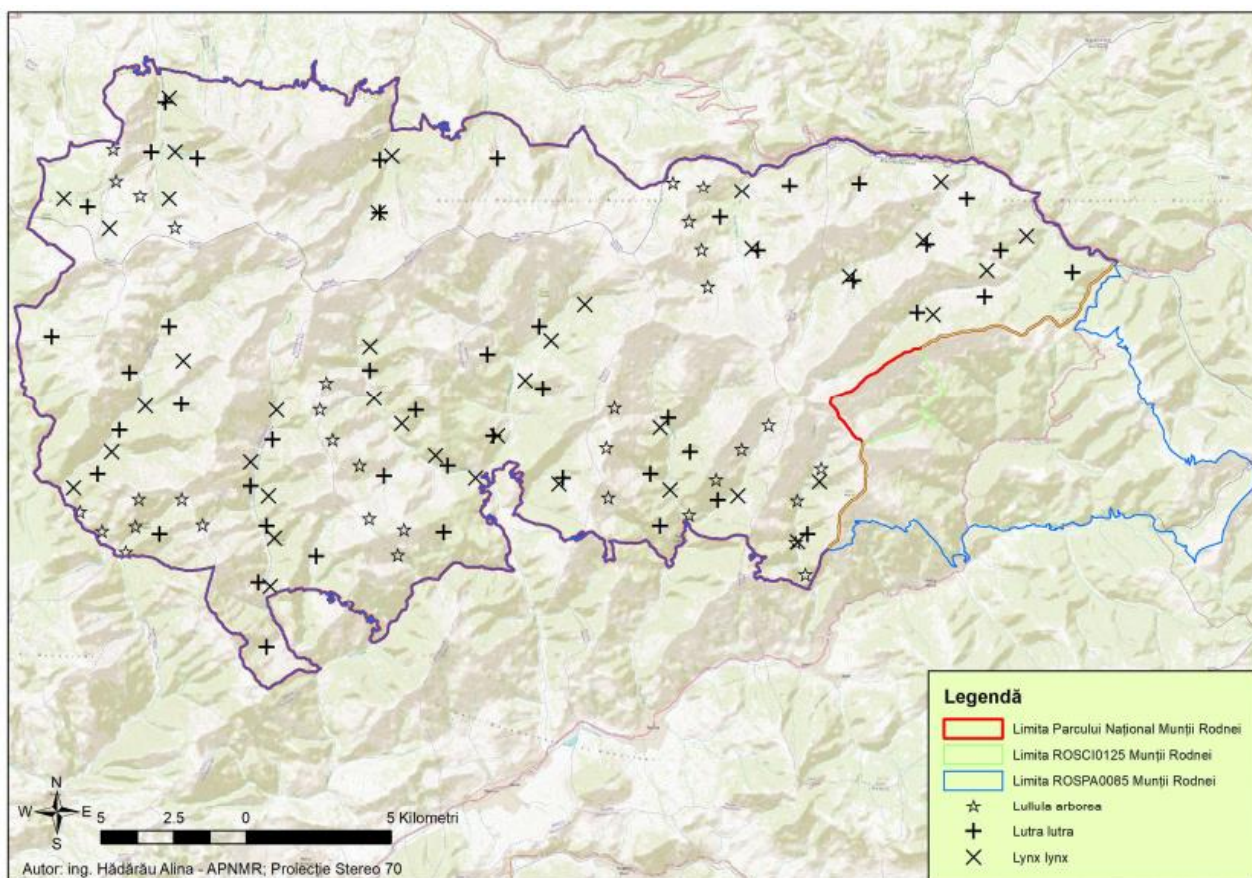 Legendă
Limita Parcului Național Munții Rodnei
Limita ROSCI0125 Munții Rodnei
Limita ROSPA0085 Munții Rodnei
Lullula arborea
Lutra lutra
Lynx lynx
N
W E
S
5 2.5 0 5 Kilometri
Autor: ing. Hădărău Alina - APNMR; Proiecție Stereo 70